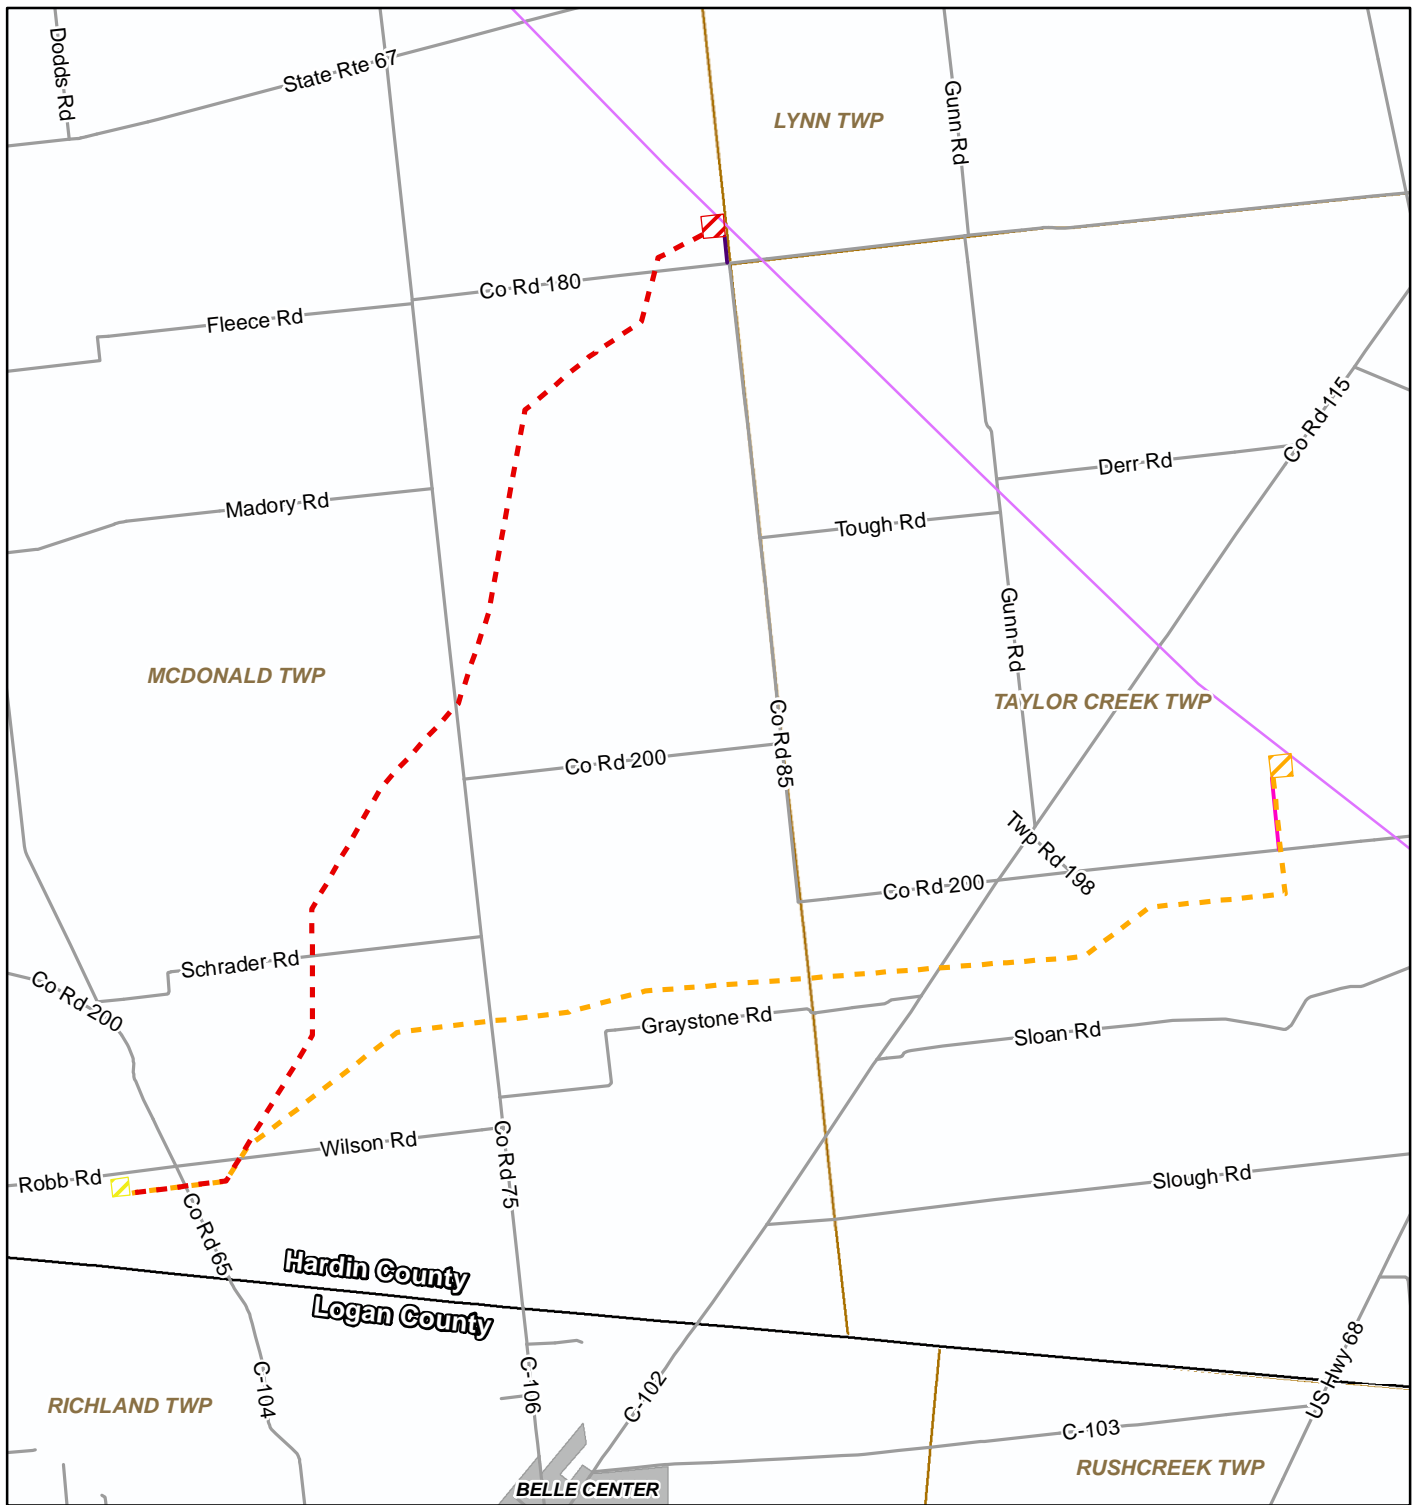 Dodds Rd
State Rte 67
Gunn Rd
LYNN TWP
Co Rd 180
Fleece Rd
Co Rd 115
Derr Rd
Madory Rd
Tough Rd
Gunn Rd
MCDONALD TWP
TAYLOR CREEK TWP
Co Rd 85
Co Rd 200
Twp Rd 198
Co Rd 200
Schrader Rd
Co Rd 200
Graystone Rd
Sloan Rd
Wilson Rd
Robb Rd
Co Rd 75
Slough Rd
Co Rd 65
Hardin County
Logan County
US Hwy 68
C-104
C-106
C-102
RICHLAND TWP
C-103
RUSHCREEK TWP
BELLE CENTER